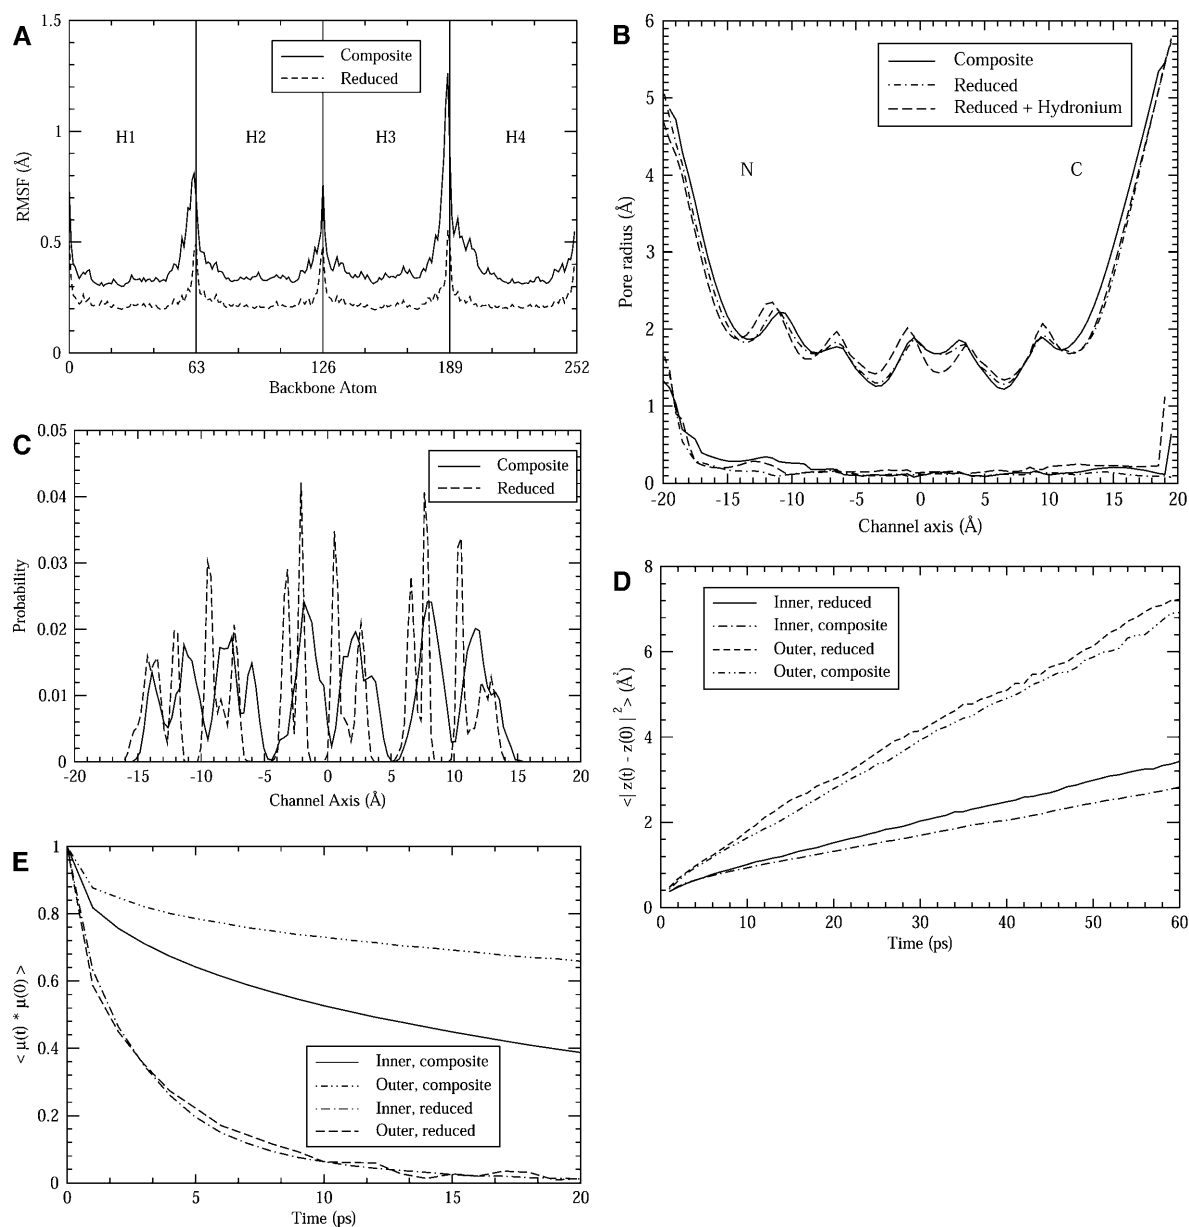 A
1.5
1
0.5
0
RMSF (Å)
Composite
Reduced
H1
H2
H3
H4
0
63
126
189
252
Backbone Atom
B
6
5
4
3
2
1
0
Pore radius (Å)
Composite
Reduced
Reduced + Hydronium
N
C
-20
-15
-10
-5
0
5
10
15
20
Channel axis (Å)
C
0.05
0.04
0.03
0.02
0.01
0
Probability
Composite
Reduced
-20
-15
-10
-5
0
5
10
15
20
Channel Axis (Å)
D
8
6
4
2
0
<| z(t) - z(0) | ² > (Å²)
Inner, reduced
Inner, composite
Outer, reduced
Outer, composite
0
10
20
30
40
50
60
Time (ps)
E
1
0.8
0.6
0.4
0.2
0
< μ(t) * μ(0) >
Inner, composite
Outer, composite
Inner, reduced
Outer, reduced
0
5
10
15
20
Time (ps)